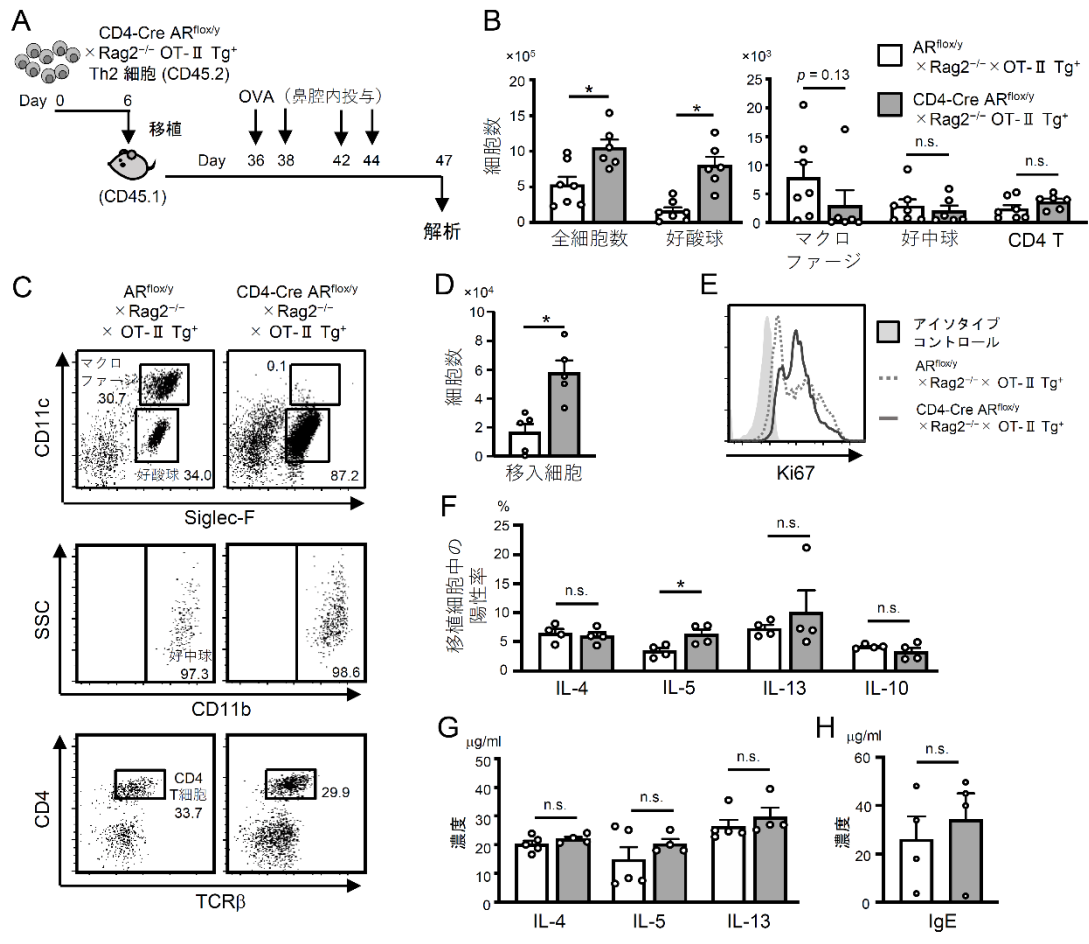 A
CD4-Cre AR^flox/y
× Rag2^−/− OT-Ⅱ Tg^+
Th2 細胞 (CD45.2)
Day 0 6
移植
(CD45.1)
OVA (鼻腔内投与)
Day 36 38 42 44 47
解析
B
×10^5
細胞数
15
10
5
0
*
*
全細胞数
好酸球
×10^3
25
20
15
10
5
0
p = 0.13
n.s.
n.s.
マクロ
ファージ
好中球
CD4 T
AR^flox/y
×Rag2^−/−×OT-Ⅱ Tg^+
CD4-Cre AR^flox/y
×Rag2^−/− OT-Ⅱ Tg^+
C
AR^flox/y
× Rag2^−/−
× OT-Ⅱ Tg^+
CD4-Cre AR^flox/y
× Rag2^−/−
× OT-Ⅱ Tg^+
マクロ
ファージ
30.7
好酸球 34.0
0.1
87.2
CD11c
Siglec-F
好中球
97.3
98.6
SSC
CD11b
CD4
T細胞
33.7
29.9
CD4
TCRβ
D
×10^4
細胞数
10
8
6
4
2
0
*
移入細胞
E
Ki67
アイソタイプ
コントロール
AR^flox/y
×Rag2^−/−× OT-Ⅱ Tg^+
CD4-Cre AR^flox/y
×Rag2^−/−× OT-Ⅱ Tg^+
F
%
移植細胞中の
陽性率
25
20
15
10
5
0
n.s.
*
n.s.
n.s.
IL-4
IL-5
IL-13
IL-10
G
μg/ml
濃度
50
40
30
20
10
0
n.s.
n.s.
n.s.
IL-4
IL-5
IL-13
H
μg/ml
濃度
60
40
20
0
n.s.
IgE